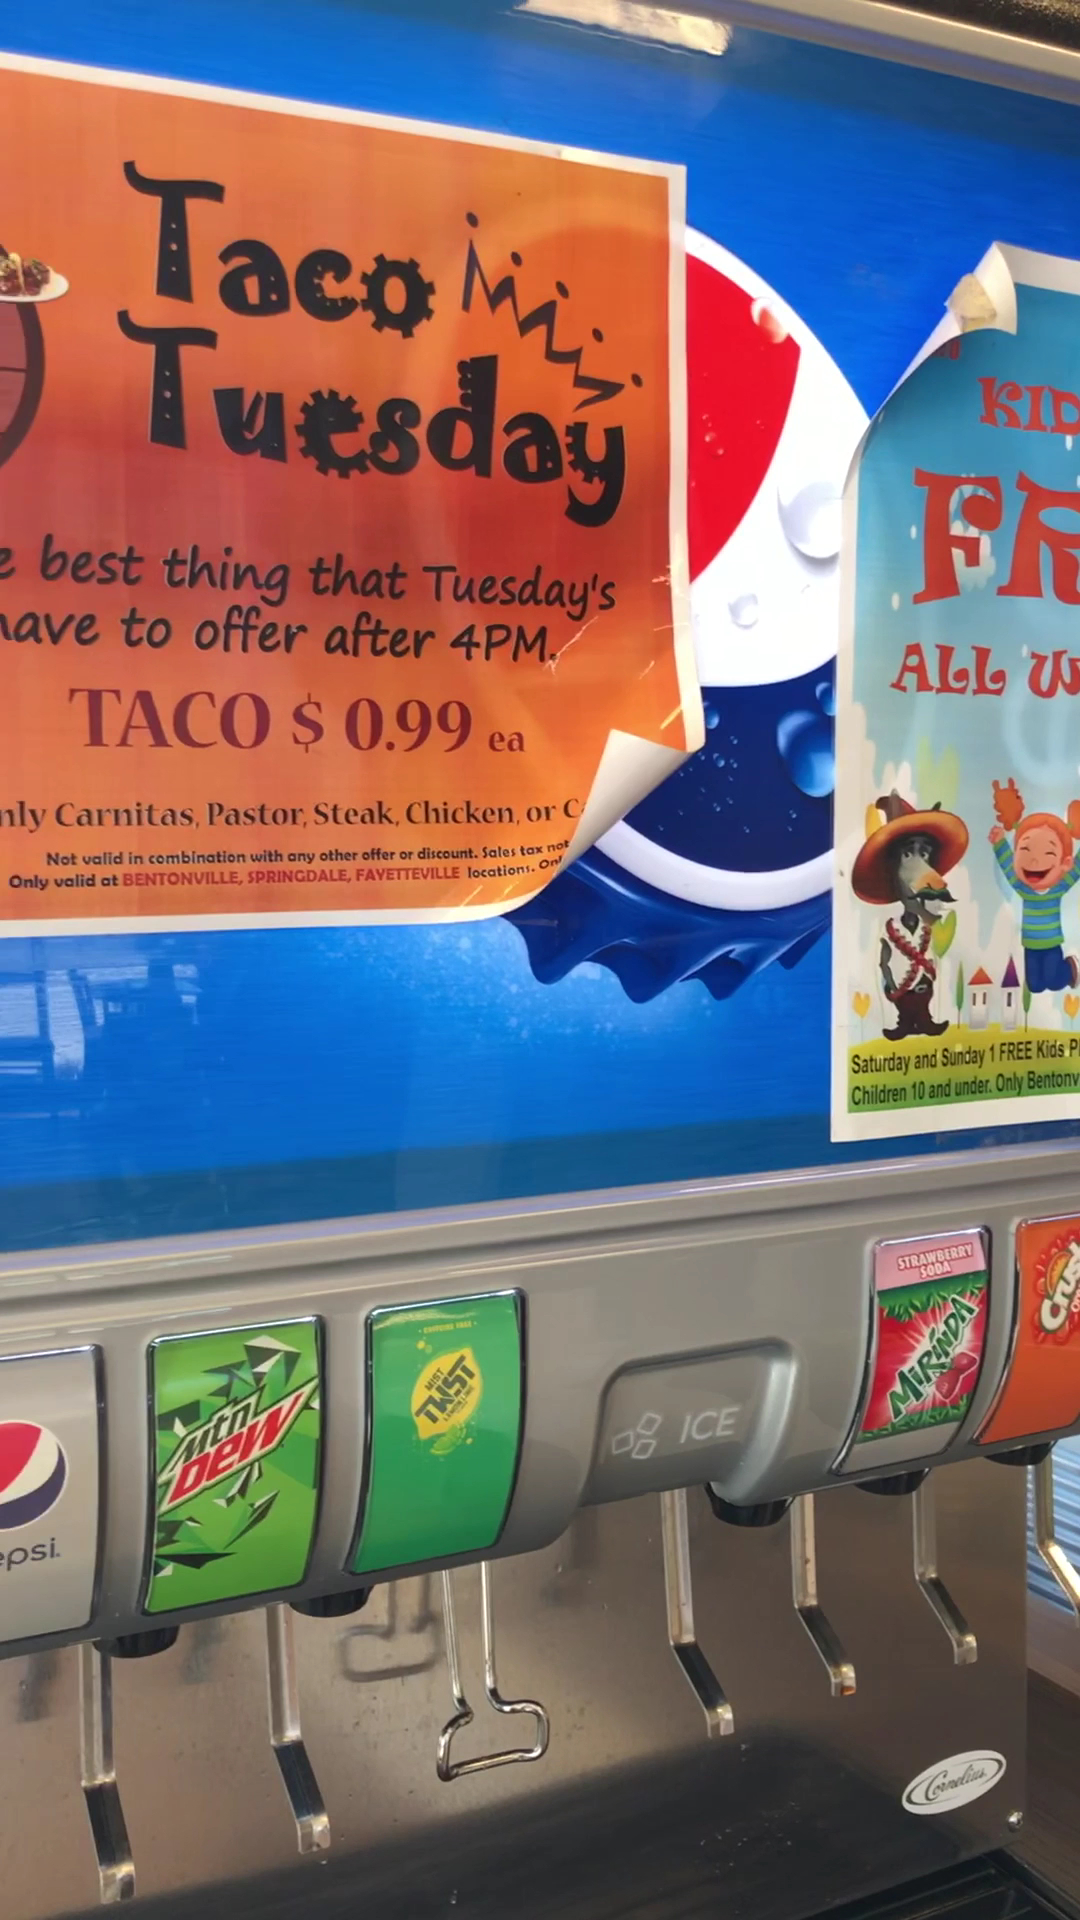 Taco
Tuesday
best thing that Tuesday's
have to offer after 4PM.
TACO $ 0.99 ea
Carnitas, Pastor, Steak, Chicken, or
Not valid in combination with any other offer or discount. Sales tax not
Only valid at BENTONVILLE, SPRINGDALE, FAYETTEVILLE locations.
KID
FR
ALL
Saturday and Sunday 1 FREE Kids
Children 10 and under. Only Bentonv
epsi.
mtn
DEW
CAFFEINE FREE
MIST
TWST
LEMON LIME
ICE
STRAWBERRY
SODA
MiRiNDA
Crush
Cornelius